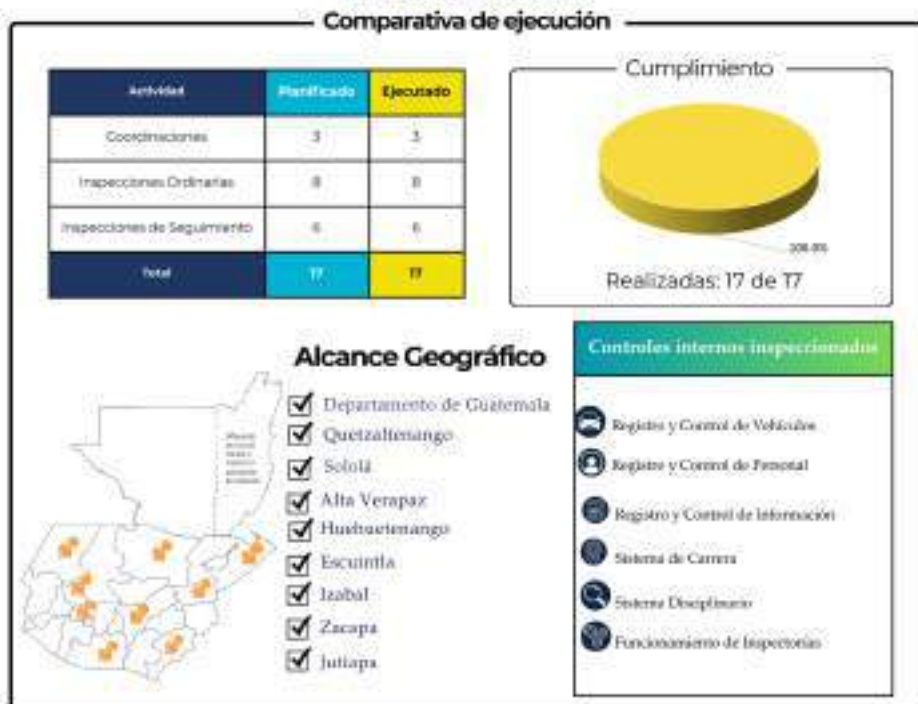 Comparativa de ejecución
Actividad Planificado Ejecutado
Coordinaciones 3 3
Inspecciones Ordinarias 8 8
Inspecciones de Seguimiento 6 6
Total 17 17
Cumplimiento
100.0%
Realizadas: 17 de 17
Alcance Geográfico
Departamento de Guatemala
Quetzaltenango
Sololá
Alta Verapaz
Huehuetenango
Escuintla
Izabal
Zacapa
Jutiapa
Controles internos inspeccionados
Registro y Control de Vehículos
Registro y Control de Personal
Registro y Control de Información
Sistema de Carrera
Sistema Disciplinario
Funcionamiento de Inspectorías